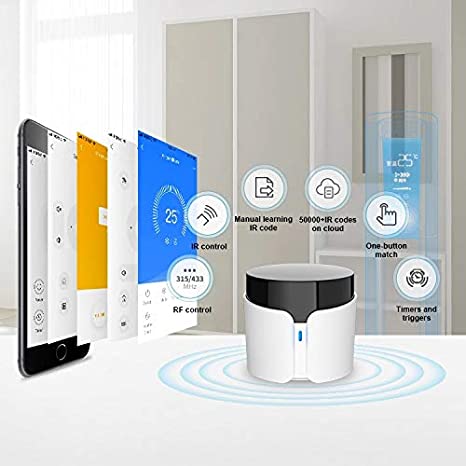 IR control
Manual learning
IR code
50000+IR codes
on cloud
One-button
match
315/433
MHz
RF control
Timers and
triggers
25
25℃